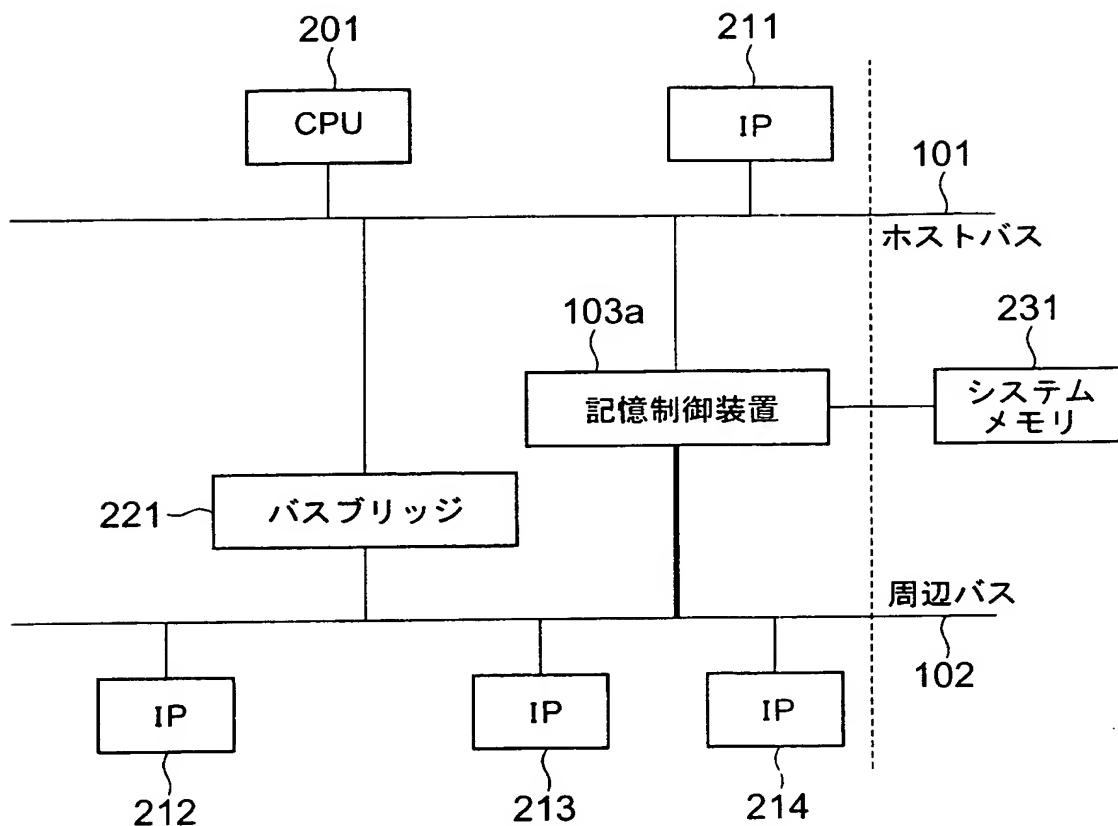 201
211
CPU
IP
101
ホストバス
103a
231
記憶制御装置
システム
メモリ
221
バスブリッジ
周辺バス
102
IP
IP
IP
212
213
214